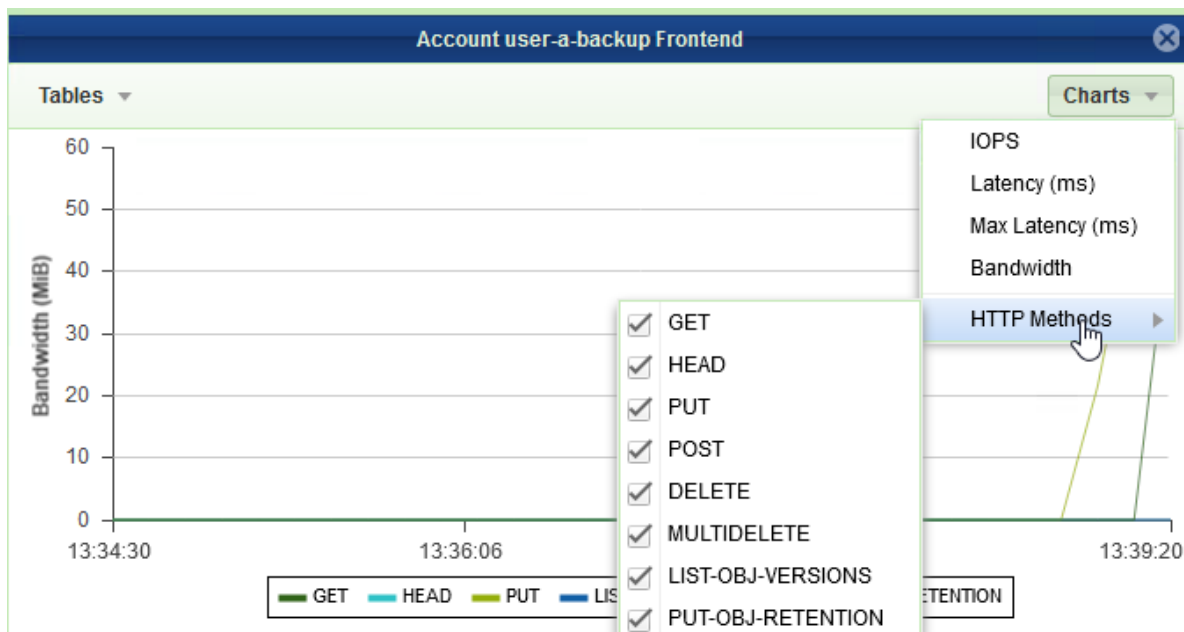 Account user-a-backup Frontend
Tables
Charts
IOPS
Latency (ms)
Max Latency (ms)
Bandwidth
HTTP Methods
GET
HEAD
PUT
POST
DELETE
MULTIDELETE
LIST-OBJ-VERSIONS
PUT-OBJ-RETENTION
Bandwidth (MiB)
60
50
40
30
20
10
0
13:34:30
13:36:06
13:39:20
GET HEAD PUT LIS TENTION